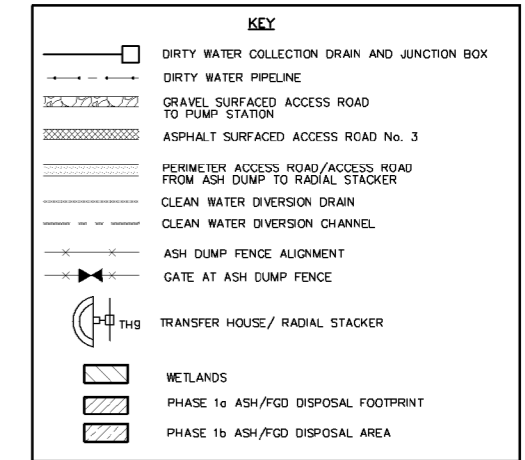 KEY
DIRTY WATER COLLECTION DRAIN AND JUNCTION BOX
DIRTY WATER PIPELINE
GRAVEL SURFACED ACCESS ROAD
TO PUMP STATION
ASPHALT SURFACED ACCESS ROAD No. 3
PERIMETER ACCESS ROAD/ACCESS ROAD
FROM ASH DUMP TO RADIAL STACKER
CLEAN WATER DIVERSION DRAIN
CLEAN WATER DIVERSION CHANNEL
ASH DUMP FENCE ALIGNMENT
GATE AT ASH DUMP FENCE
TH9 TRANSFER HOUSE/ RADIAL STACKER
WETLANDS
PHASE 1a ASH/FGD DISPOSAL FOOTPRINT
PHASE 1b ASH/FGD DISPOSAL AREA